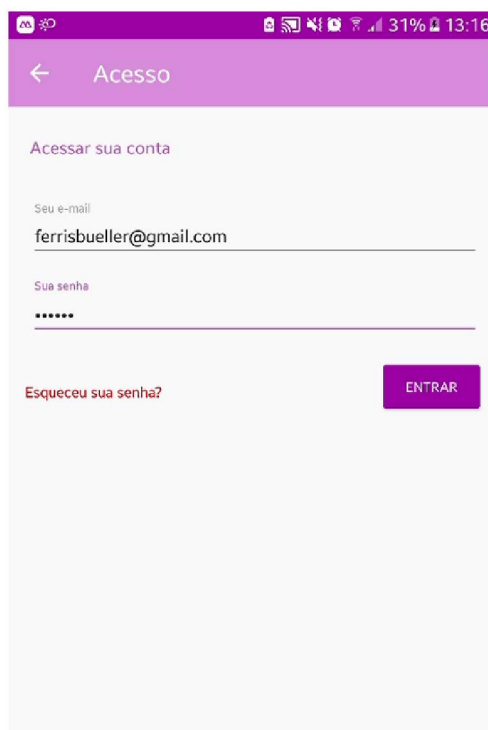 31% 13:16
Acesso
Acessar sua conta
Seu e-mail
ferrisbueller@gmail.com
Sua senha
••••••
Esqueceu sua senha?
ENTRAR